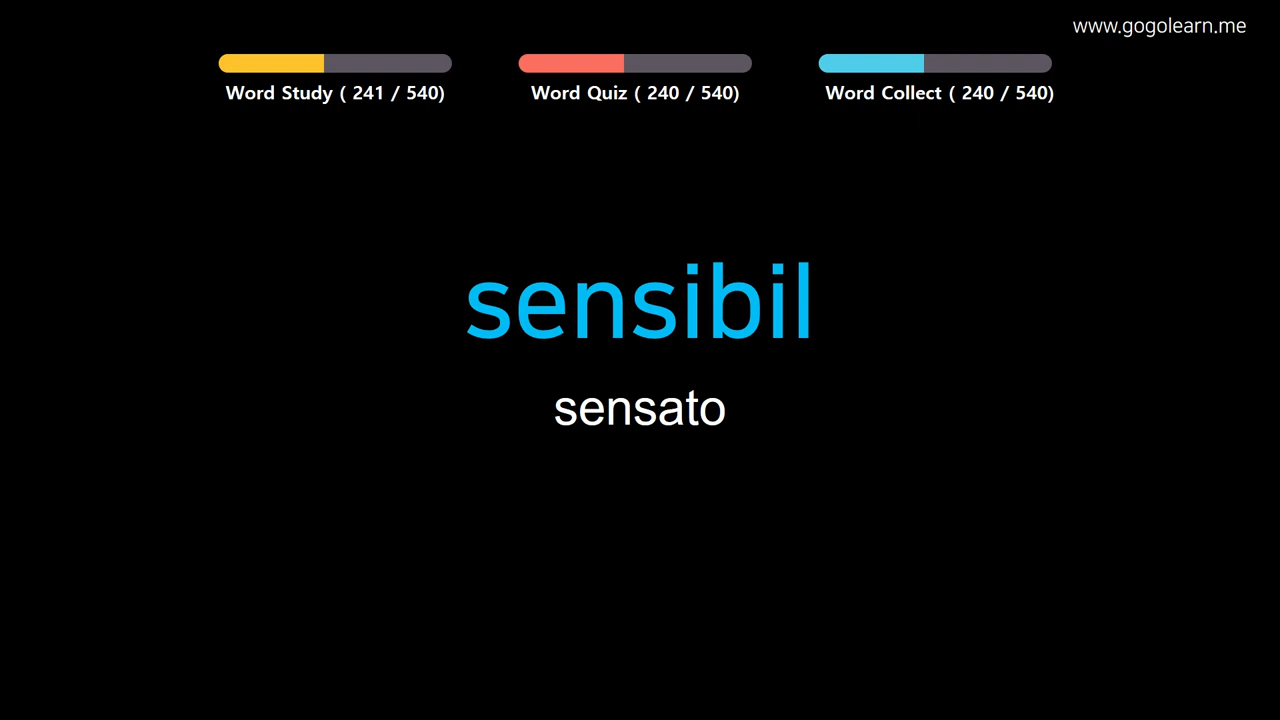 www.gogolearn.me
Word Study ( 241 / 540)
Word Quiz ( 240 / 540)
Word Collect ( 240 / 540)
sensibil
sensato